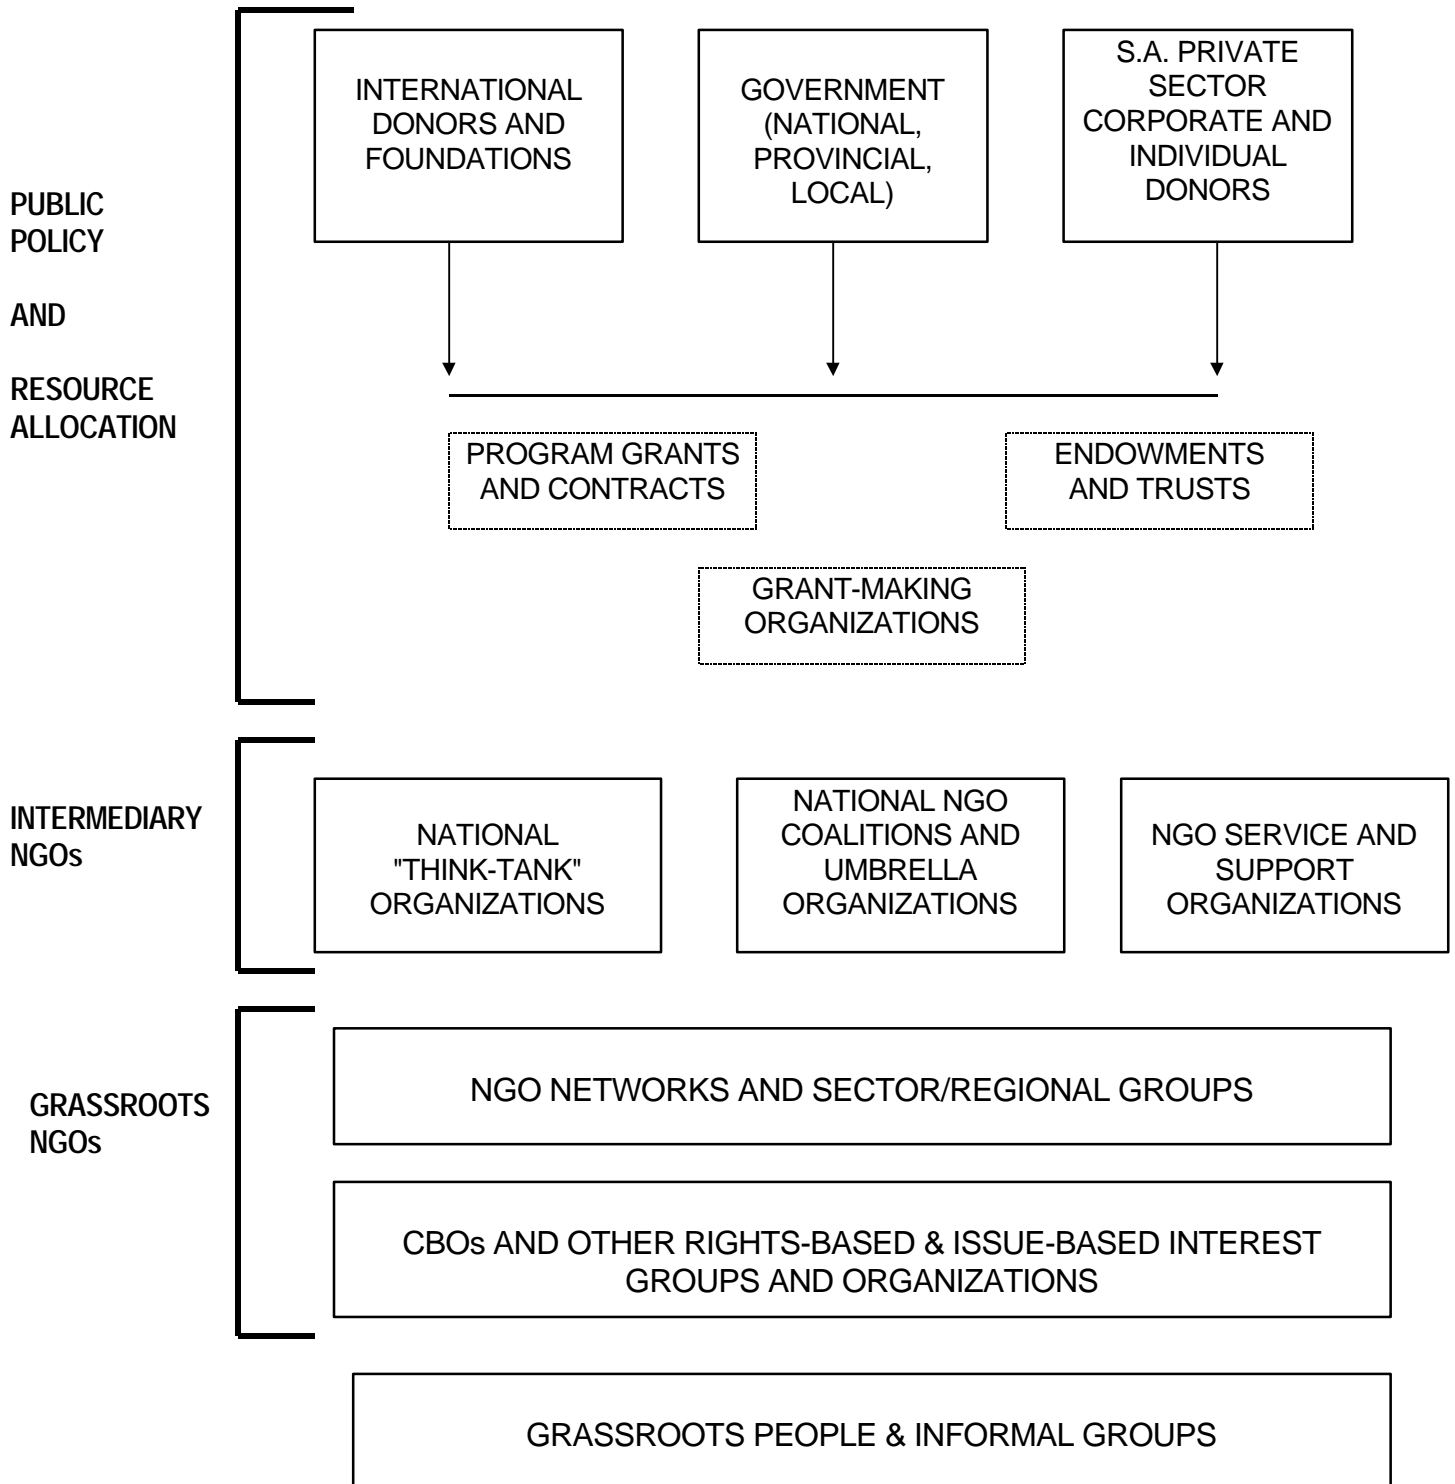 PUBLIC
POLICY
AND
RESOURCE
ALLOCATION
INTERNATIONAL
DONORS AND
FOUNDATIONS
GOVERNMENT
(NATIONAL,
PROVINCIAL,
LOCAL)
S.A. PRIVATE
SECTOR
CORPORATE AND
INDIVIDUAL
DONORS
PROGRAM GRANTS
AND CONTRACTS
ENDOWMENTS
AND TRUSTS
GRANT-MAKING
ORGANIZATIONS
INTERMEDIARY
NGOs
NATIONAL
"THINK-TANK"
ORGANIZATIONS
NATIONAL NGO
COALITIONS AND
UMBRELLA
ORGANIZATIONS
NGO SERVICE AND
SUPPORT
ORGANIZATIONS
GRASSROOTS
NGOs
NGO NETWORKS AND SECTOR/REGIONAL GROUPS
CBOs AND OTHER RIGHTS-BASED & ISSUE-BASED INTEREST
GROUPS AND ORGANIZATIONS
GRASSROOTS PEOPLE & INFORMAL GROUPS